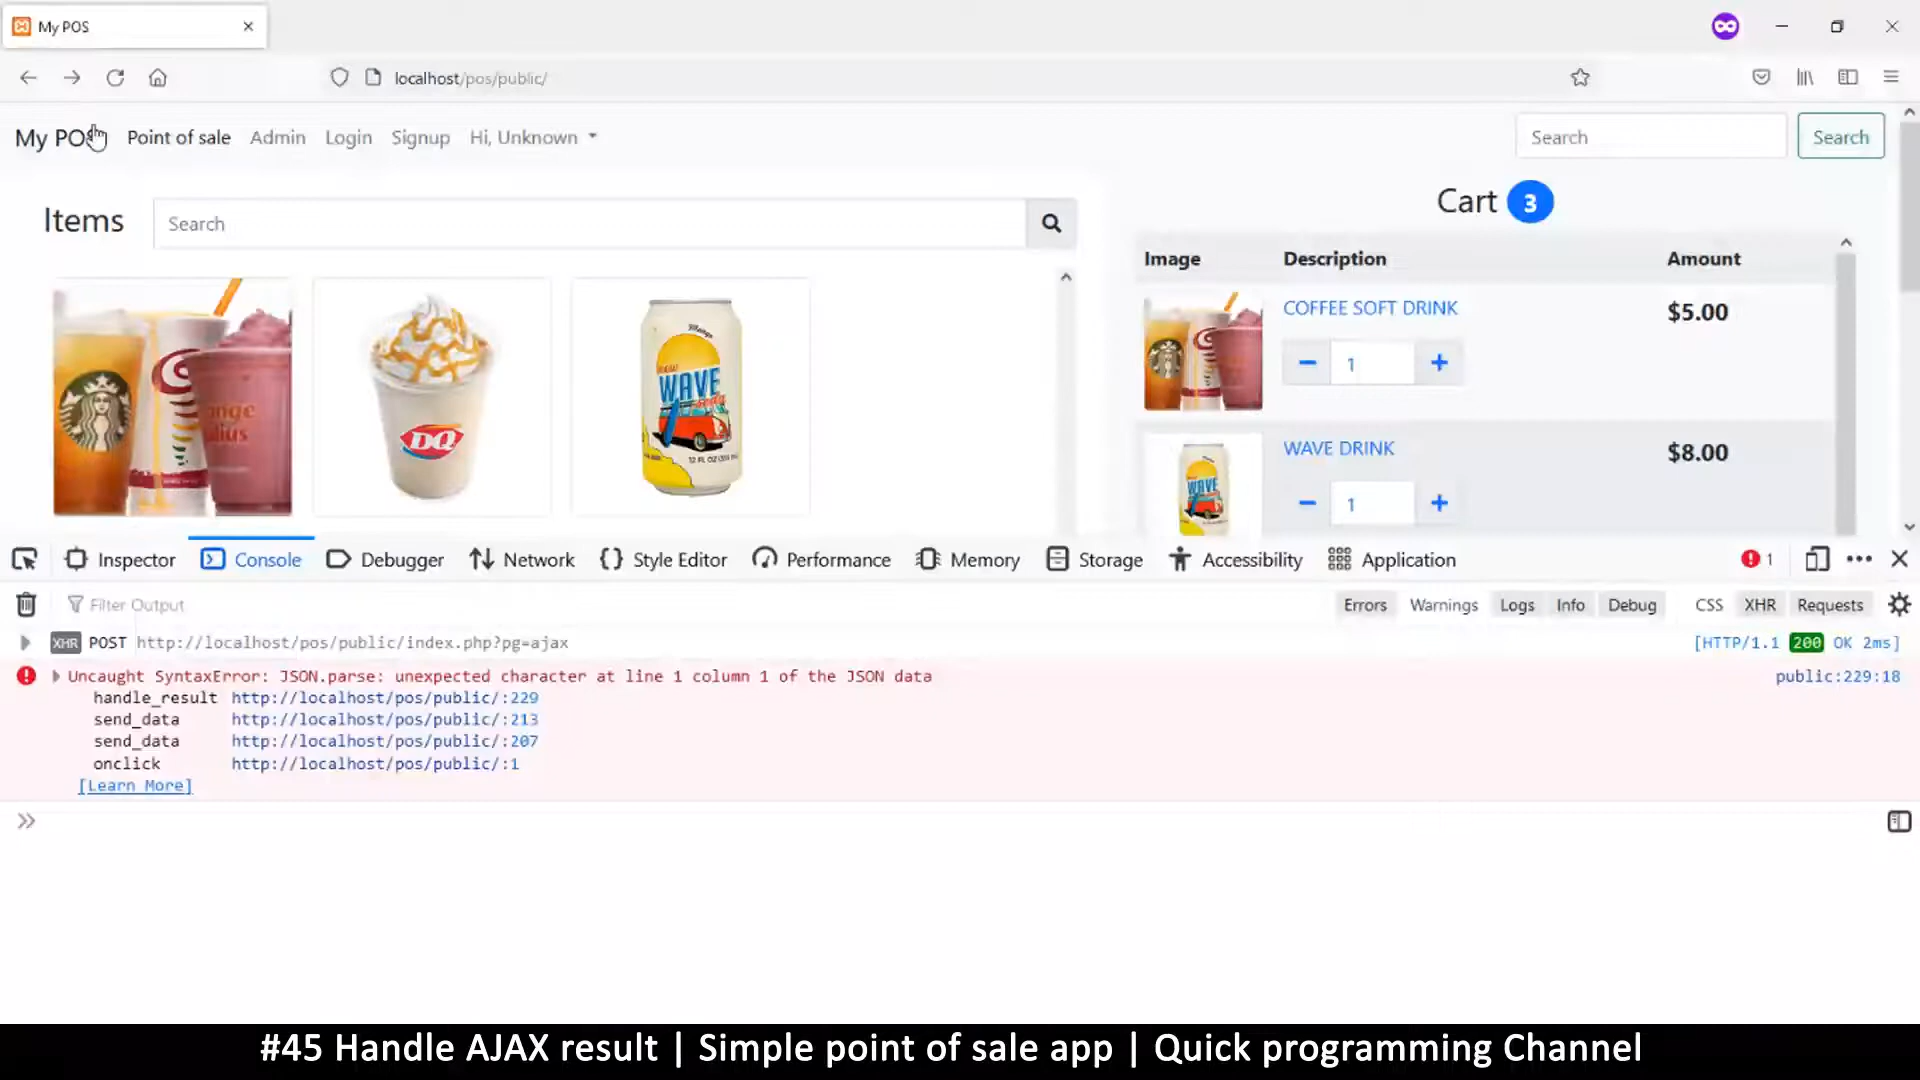 My POS
localhost/pos/public/
My POS Point of sale Admin Login Signup Hi, Unknown
Search Search
Items Search
Cart 3
Image Description Amount
COFFEE SOFT DRINK $5.00
1
WAVE DRINK $8.00
1
DQ
WAVE
Inspector Console Debugger Network Style Editor Performance Memory Storage Accessibility Application 1
Filter Output Errors Warnings Logs Info Debug CSS XHR Requests
XHR POST http://localhost/pos/public/index.php?pg=ajax [HTTP/1.1 200 OK 2ms]
Uncaught SyntaxError: JSON.parse: unexpected character at line 1 column 1 of the JSON data public:229:18
handle_result http://localhost/pos/public/:229
send_data http://localhost/pos/public/:213
send_data http://localhost/pos/public/:207
onclick http://localhost/pos/public/:1
[Learn More]
#45 Handle AJAX result | Simple point of sale app | Quick programming Channel